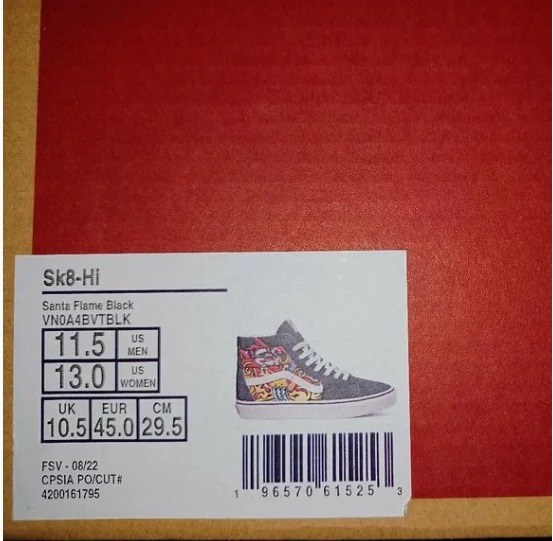 Sk8-Hi
Santa Flame Black
VN0A4BVTBLK
11.5 US MEN
13.0 US WOMEN
UK EUR CM
10.5 45.0 29.5
FSV - 08/22
CPSIA PO/CUT#
4200161795
1 96570 61525 3